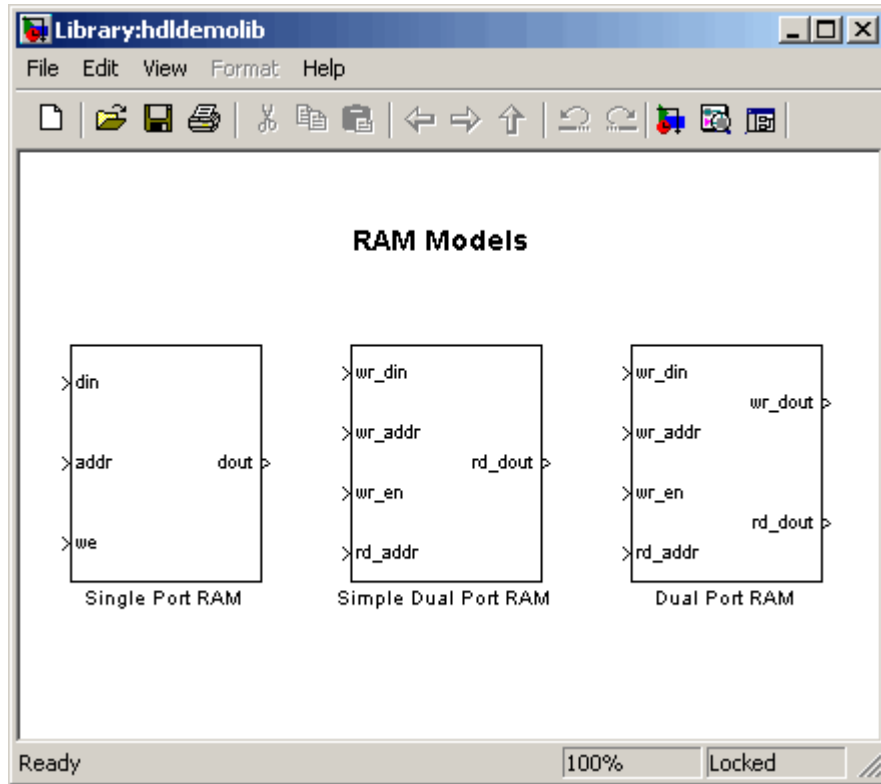 Library:hdldemolib
File Edit View Format Help
RAM Models
din
addr
we
dout
Single Port RAM
wr_din
wr_addr
wr_en
rd_addr
rd_dout
Simple Dual Port RAM
wr_din
wr_addr
wr_en
rd_addr
wr_dout
rd_dout
Dual Port RAM
Ready 100% Locked